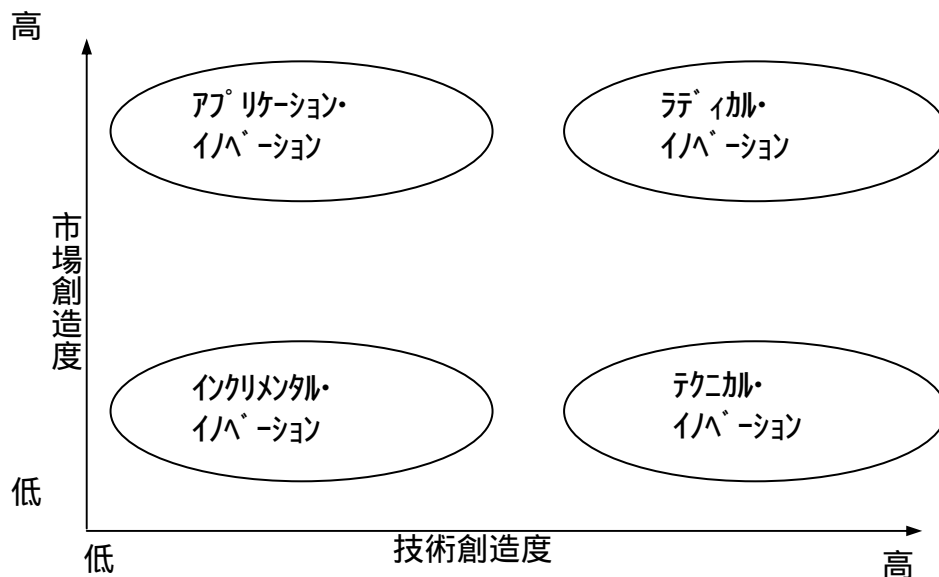 高
ｱﾌﾟﾘｹｰｼｮﾝ･
ｲﾉﾍﾞｰｼｮﾝ
ﾗﾃﾞｨｶﾙ･
ｲﾉﾍﾞｰｼｮﾝ
市場創造度
ｲﾝｸﾘﾒﾝﾀﾙ･
ｲﾉﾍﾞｰｼｮﾝ
ﾃｸﾆｶﾙ･
ｲﾉﾍﾞｰｼｮﾝ
低
低
技術創造度
高